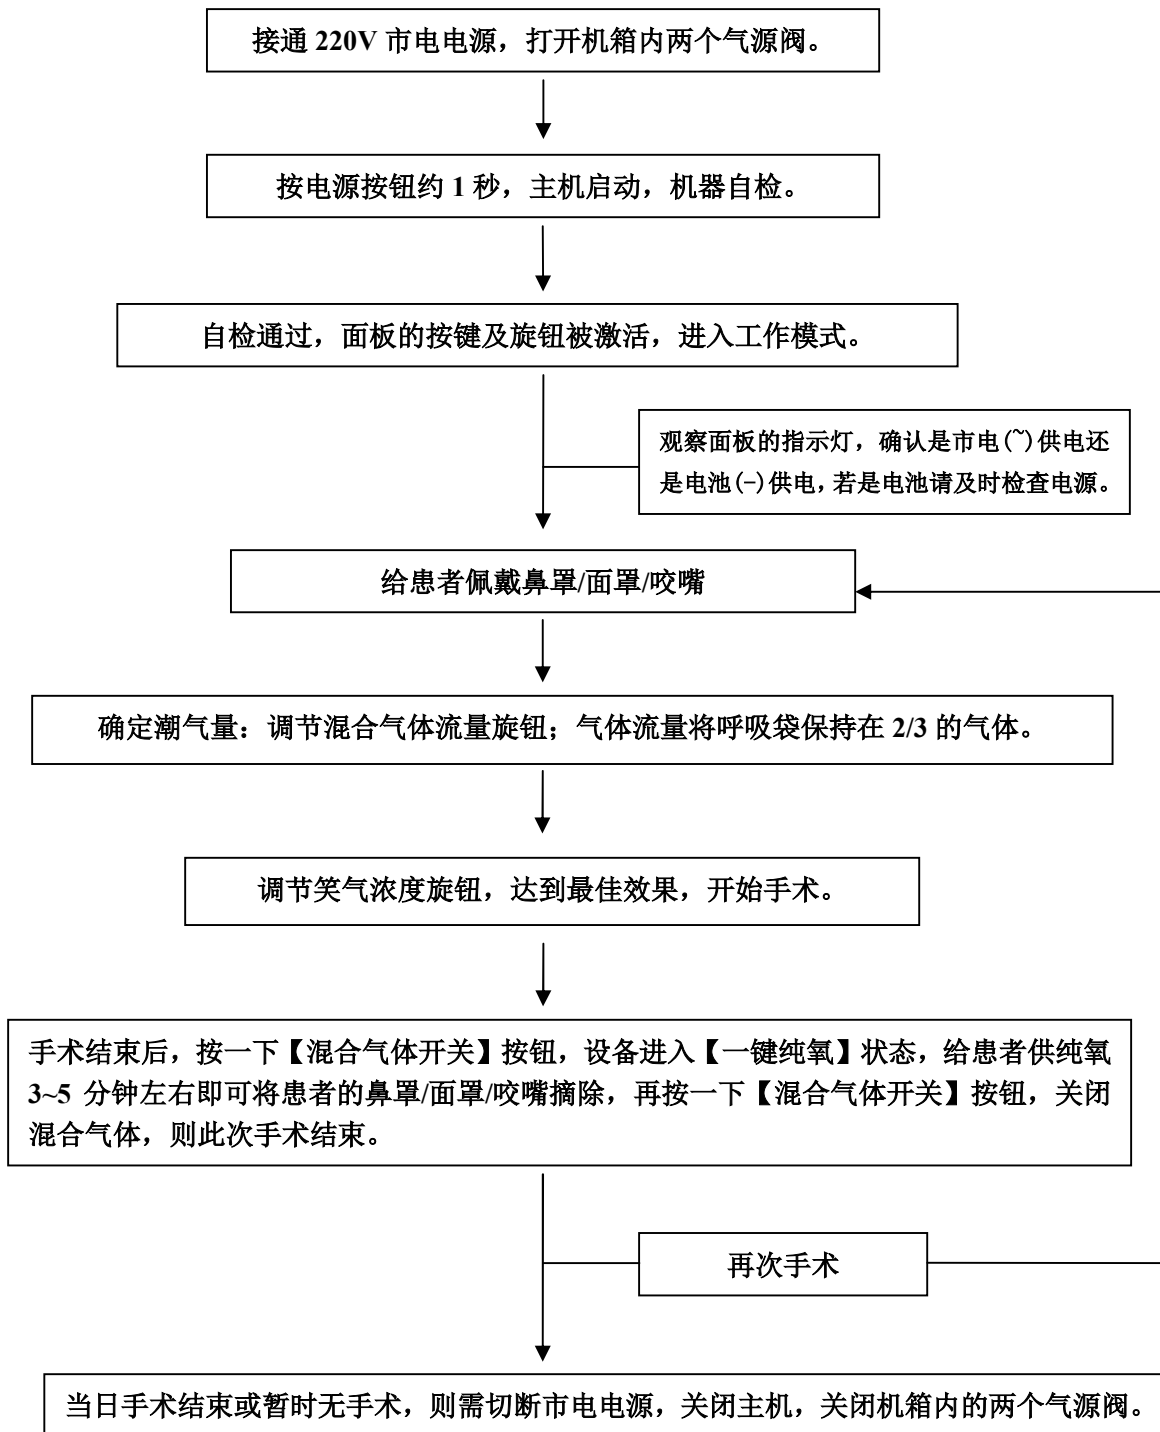 接通 220V 市电电源，打开机箱内两个气源阀。
按电源按钮约 1 秒，主机启动，机器自检。
自检通过，面板的按键及旋钮被激活，进入工作模式。
观察面板的指示灯，确认是市电(~)供电还
是电池(-)供电，若是电池请及时检查电源。
给患者佩戴鼻罩/面罩/咬嘴
确定潮气量：调节混合气体流量旋钮；气体流量将呼吸袋保持在 2/3 的气体。
调节笑气浓度旋钮，达到最佳效果，开始手术。
手术结束后，按一下【混合气体开关】按钮，设备进入【一键纯氧】状态，给患者供纯氧
3~5 分钟左右即可将患者的鼻罩/面罩/咬嘴摘除，再按一下【混合气体开关】按钮，关闭
混合气体，则此次手术结束。
再次手术
当日手术结束或暂时无手术，则需切断市电电源，关闭主机，关闭机箱内的两个气源阀。